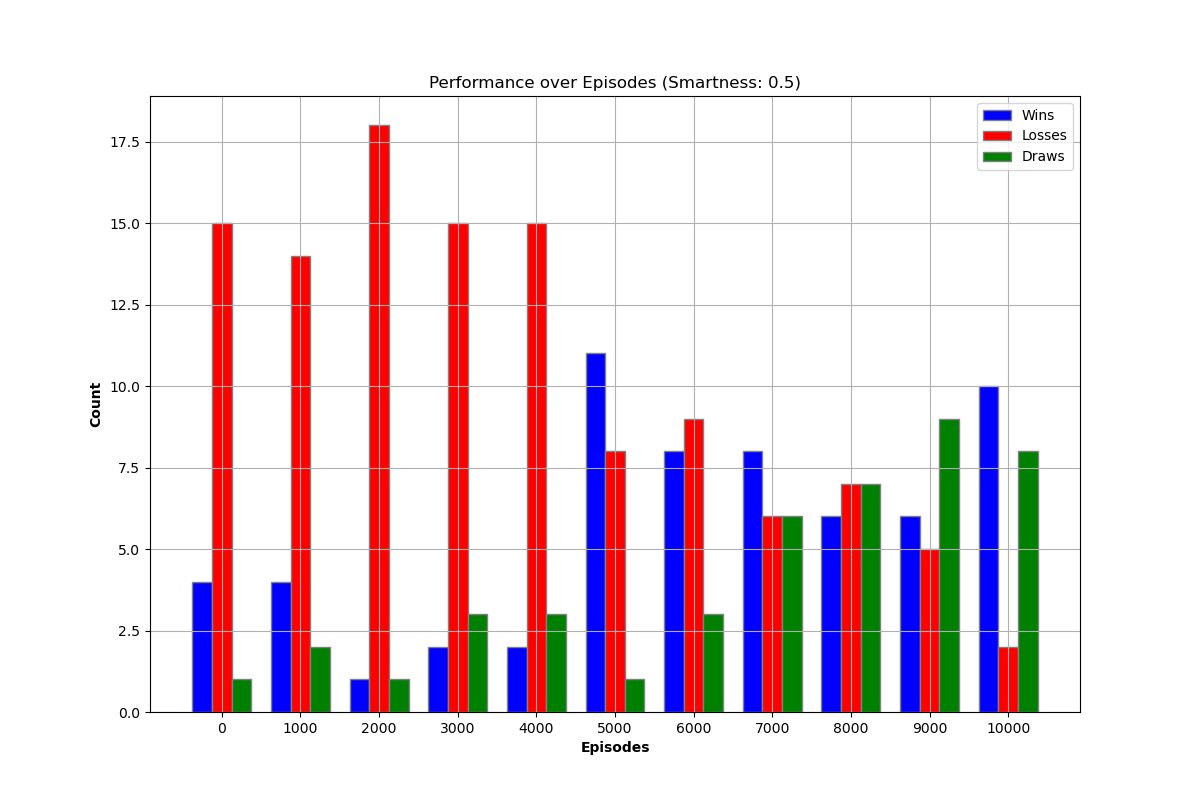 Performance over Episodes (Smartness: 0.5)
Wins
Losses
Draws
17.5
15.0
12.5
10.0
7.5
5.0
2.5
0.0
Count
0 1000 2000 3000 4000 5000 6000 7000 8000 9000 10000
Episodes